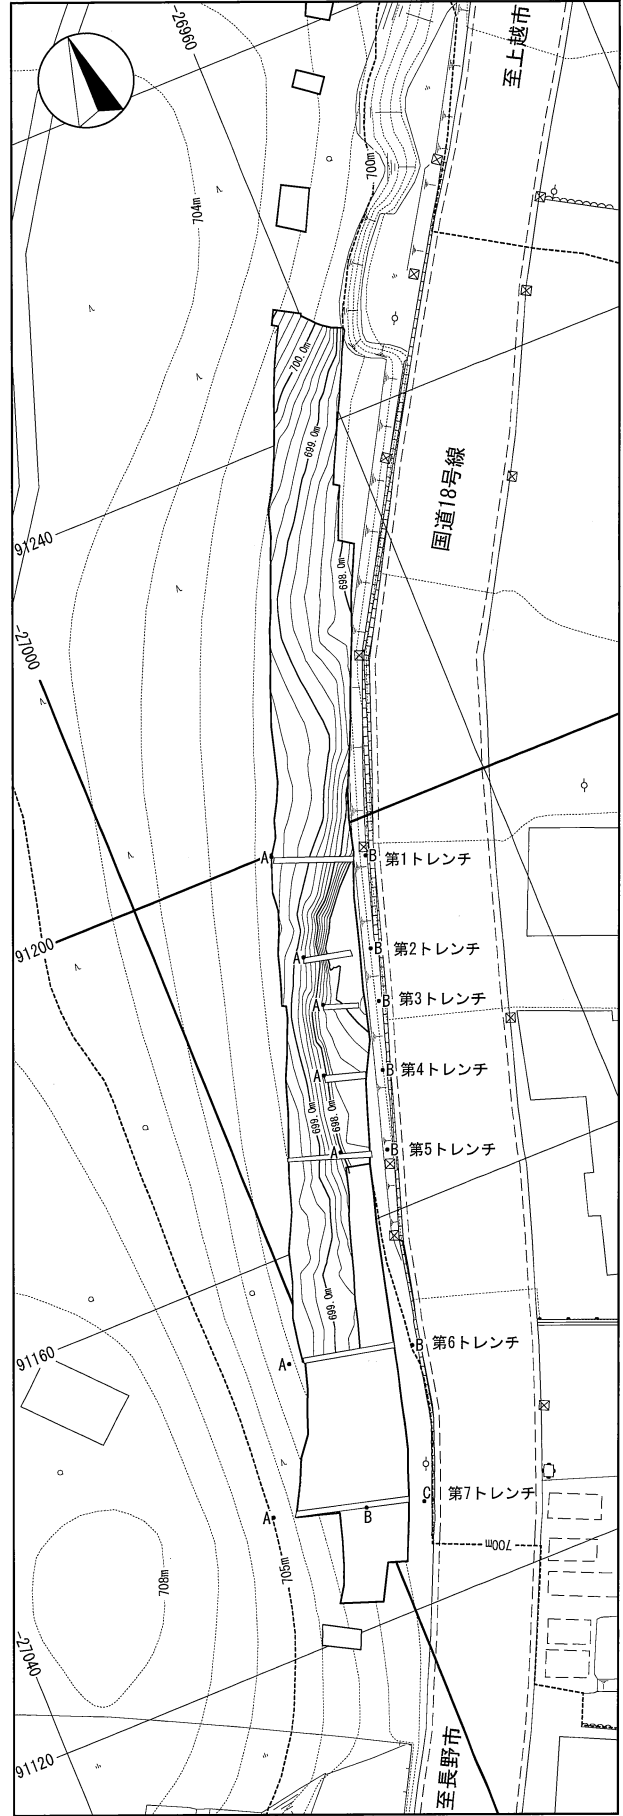 -26960
至上越市
700m
704m
700.0m
699.0m
国道18号線
91240
698.0m
-27000
A
B 第1トレンチ
91200
B 第2トレンチ
A
B 第3トレンチ
A
B 第4トレンチ
A
699.0m
698.0m
B 第5トレンチ
A
699.0m
B 第6トレンチ
91160
A
C 第7トレンチ
A
B
700m
705m
708m
-27040
至長野市
91120